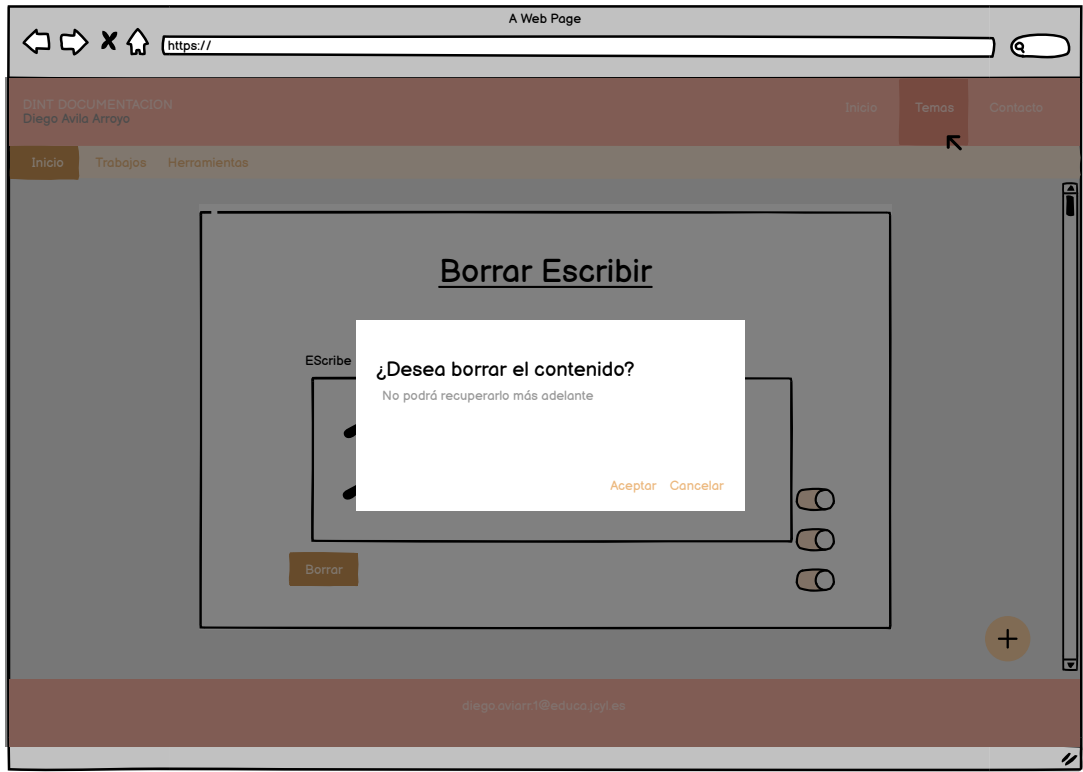 A Web Page
https://
DINT DOCUMENTACION
Diego Avila Arroyo
Inicio Temas Contacto
Inicio Trabajos Herramientas
Borrar Escribir
EScribe
¿Desea borrar el contenido?
No podrá recuperarlo más adelante
Aceptar Cancelar
Borrar
diego.aviarr1@educa.jcyl.es